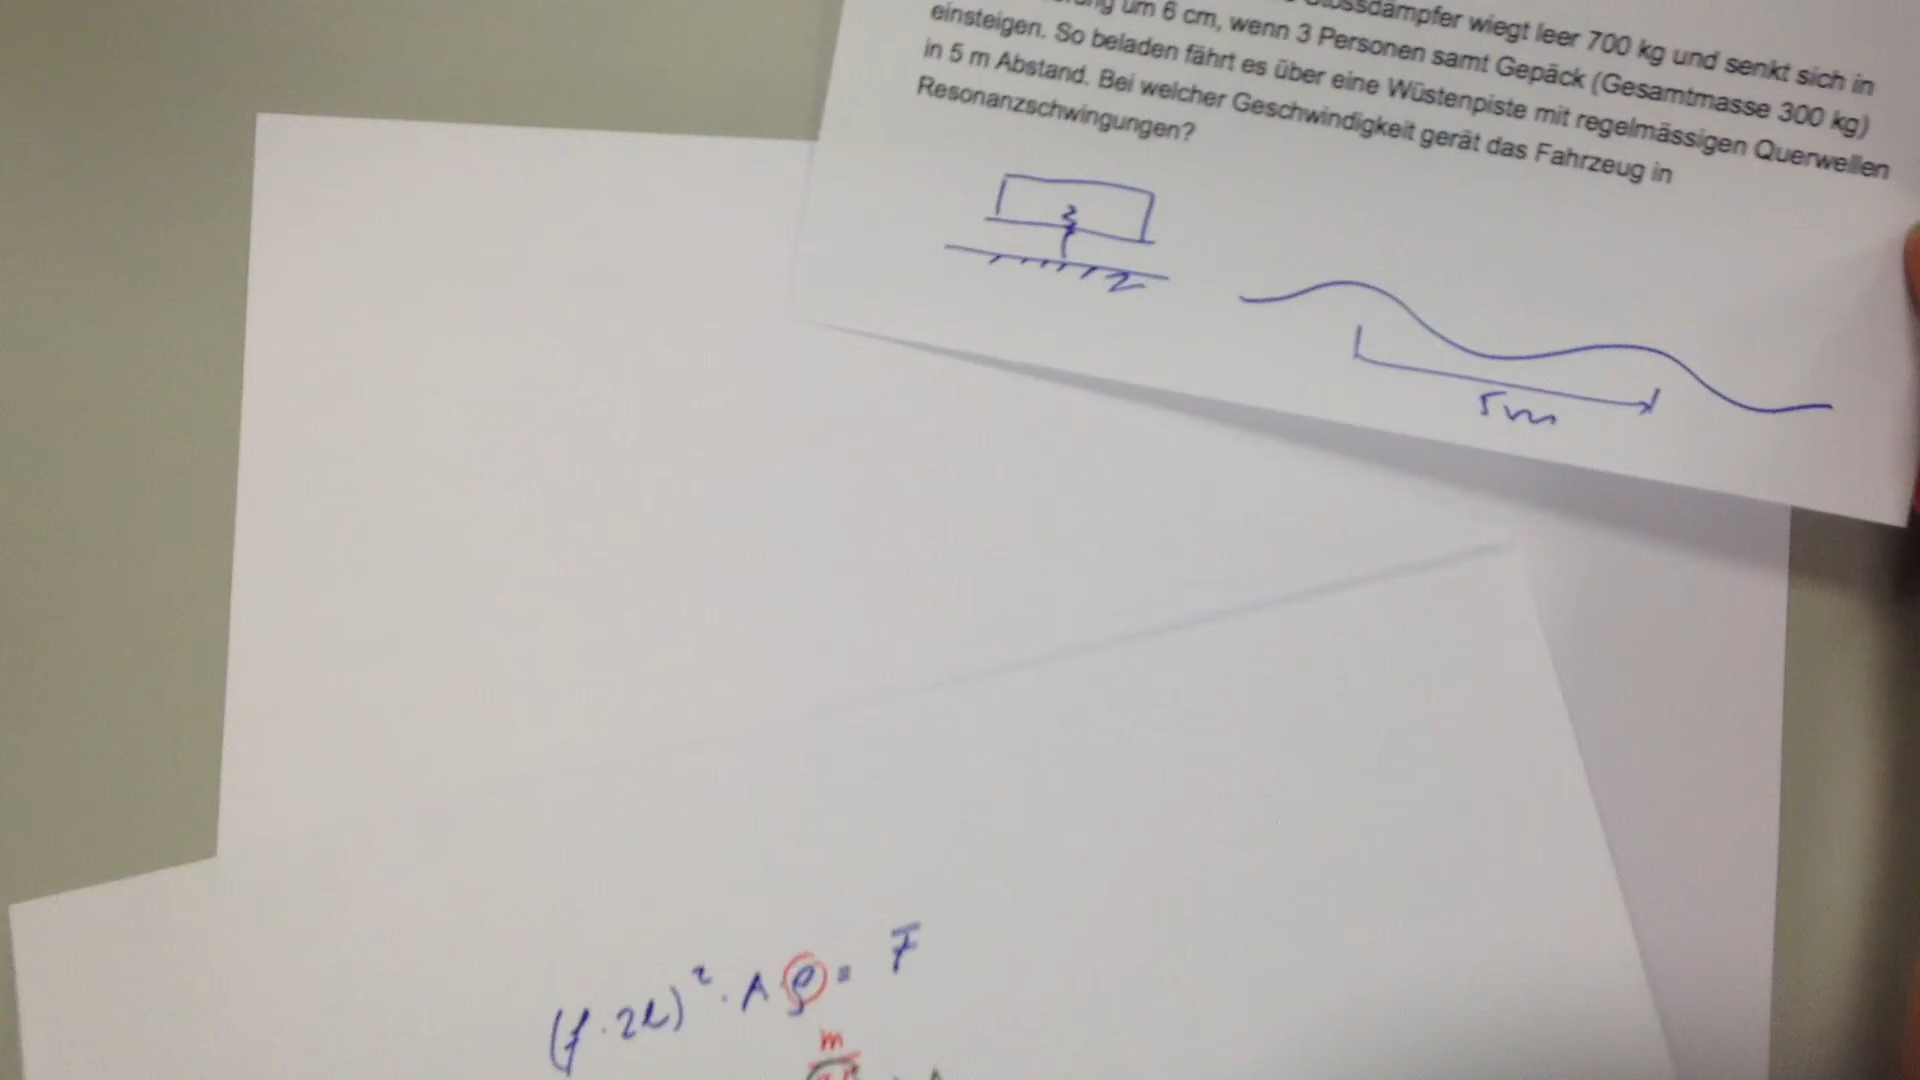 Stossdämpfer wiegt leer 700 kg und senkt sich in
um 6 cm, wenn 3 Personen samt Gepäck (Gesamtmasse 300 kg)
einsteigen. So beladen fährt es über eine Wüstenpiste mit regelmässigen Querwellen
in 5 m Abstand. Bei welcher Geschwindigkeit gerät das Fahrzeug in
Resonanzschwingungen?
5m
(f · 2l)² · A ρ = F
m